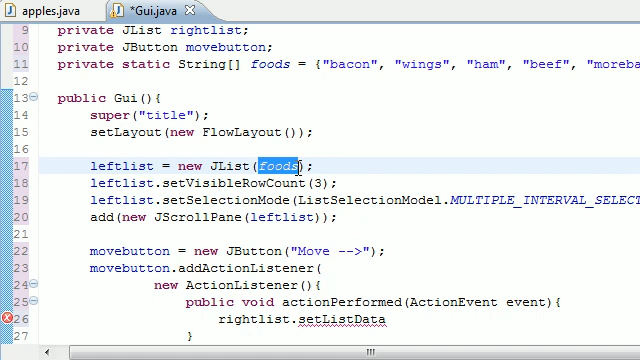 apples.java *Gui.java
9 private JList rightlist;
10 private JButton movebutton;
11 private static String[] foods = {"bacon", "wings", "ham", "beef", "moreba
12
13 public Gui(){
14 super("title");
15 setLayout(new FlowLayout());
16
17 leftlist = new JList(foods);
18 leftlist.setVisibleRowCount(3);
19 leftlist.setSelectionMode(ListSelectionModel.MULTIPLE_INTERVAL_SELECT
20 add(new JScrollPane(leftlist));
21
22 movebutton = new JButton("Move -->");
23 movebutton.addActionListener(
24 new ActionListener(){
25 public void actionPerformed(ActionEvent event){
26 rightlist.setListData
27 }